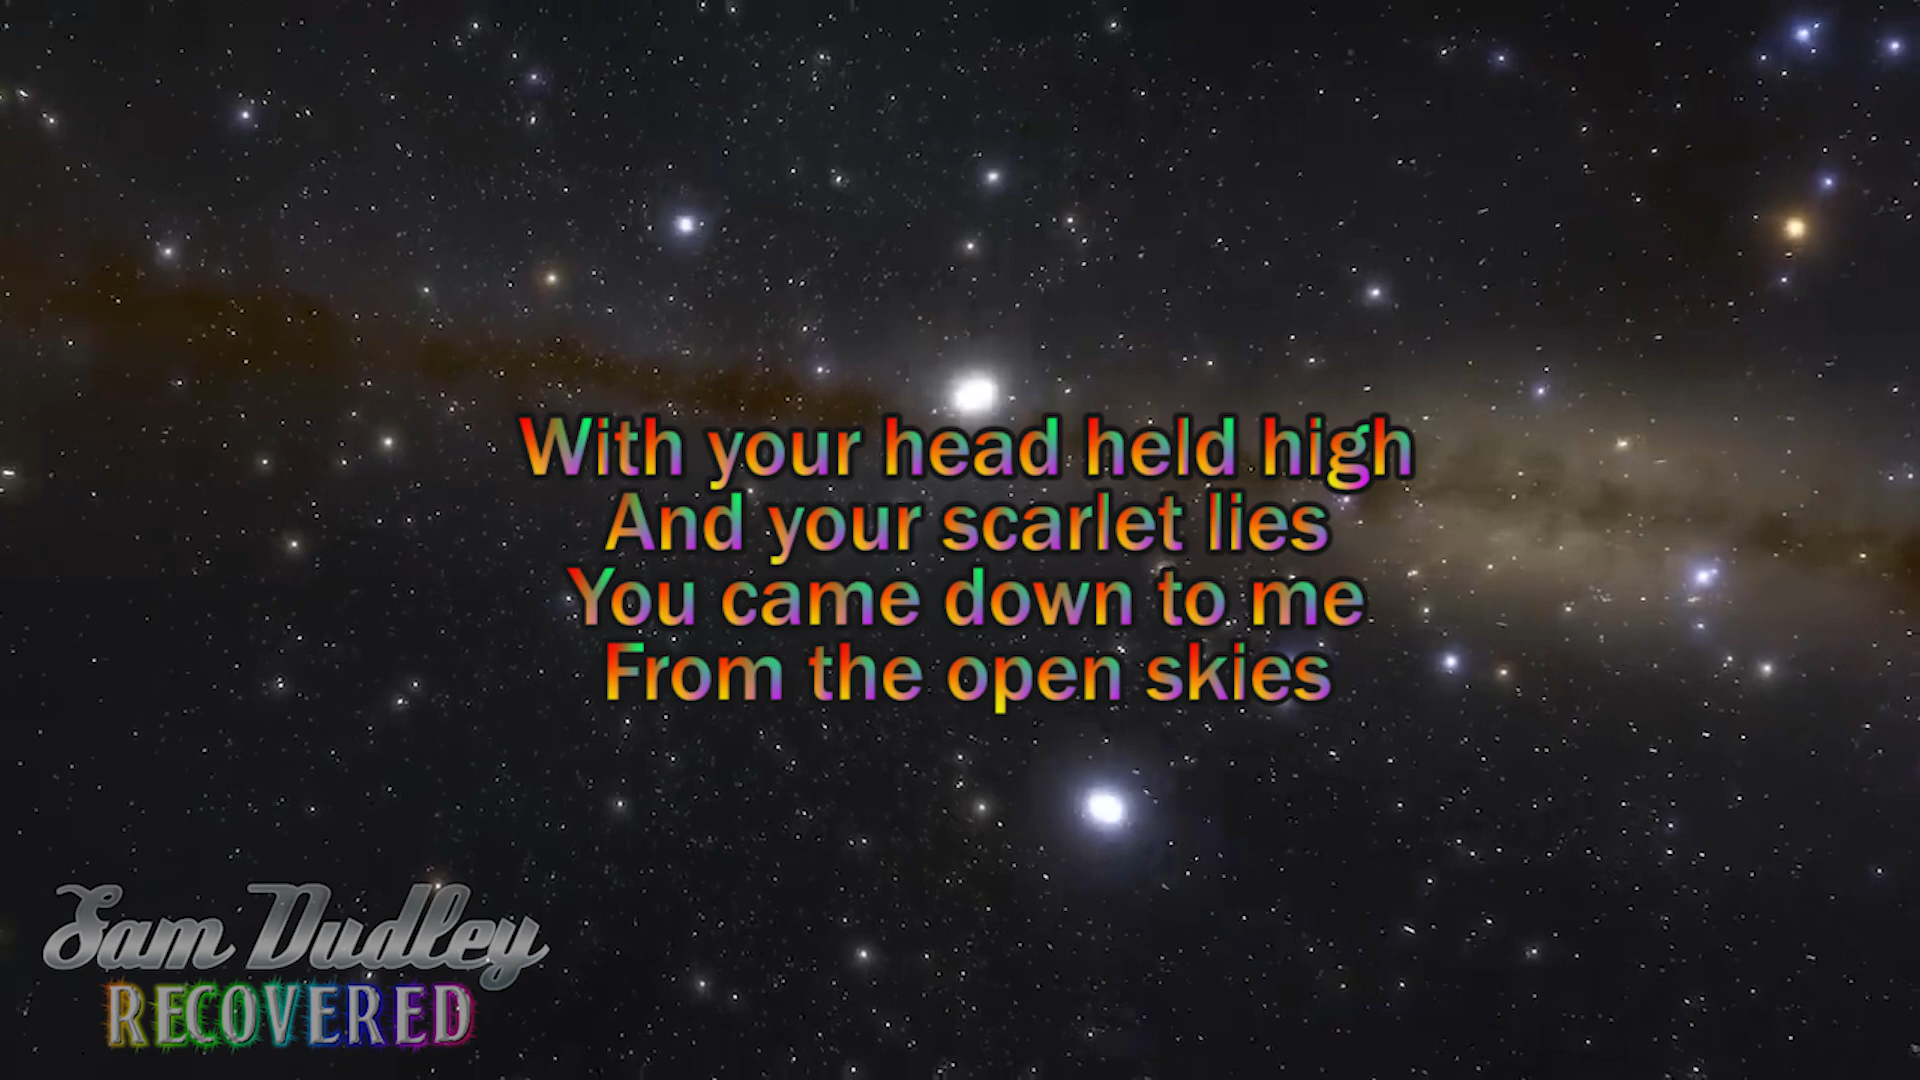 With your head held high
And your scarlet lies
You came down to me
From the open skies
Sam Dudley
RECOVERED